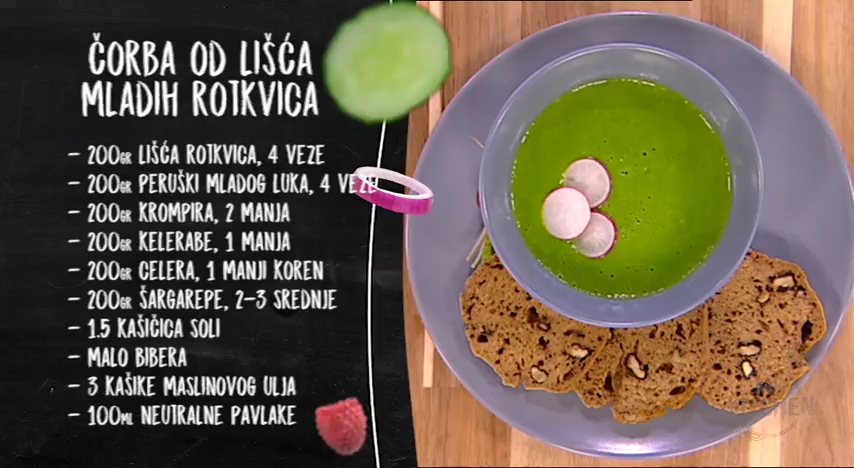 ČORBA OD LIŠĆA
MLADIH ROTKVICA
- 200GR LIŠĆA ROTKVICA, 4 VEZE
- 200GR PERUŠKI MLADOG LUKA, 4 VEZE
- 200GR KROMPIRA, 2 MANJA
- 200GR KELERABE, 1 MANJA
- 200GR CELERA, 1 MANJI KOREN
- 200GR ŠARGAREPE, 2-3 SREDNJE
- 1.5 KAŠIČICA SOLI
- MALO BIBERA
- 3 KAŠIKE MASLINOVOG ULJA
- 100ML NEUTRALNE PAVLAKE